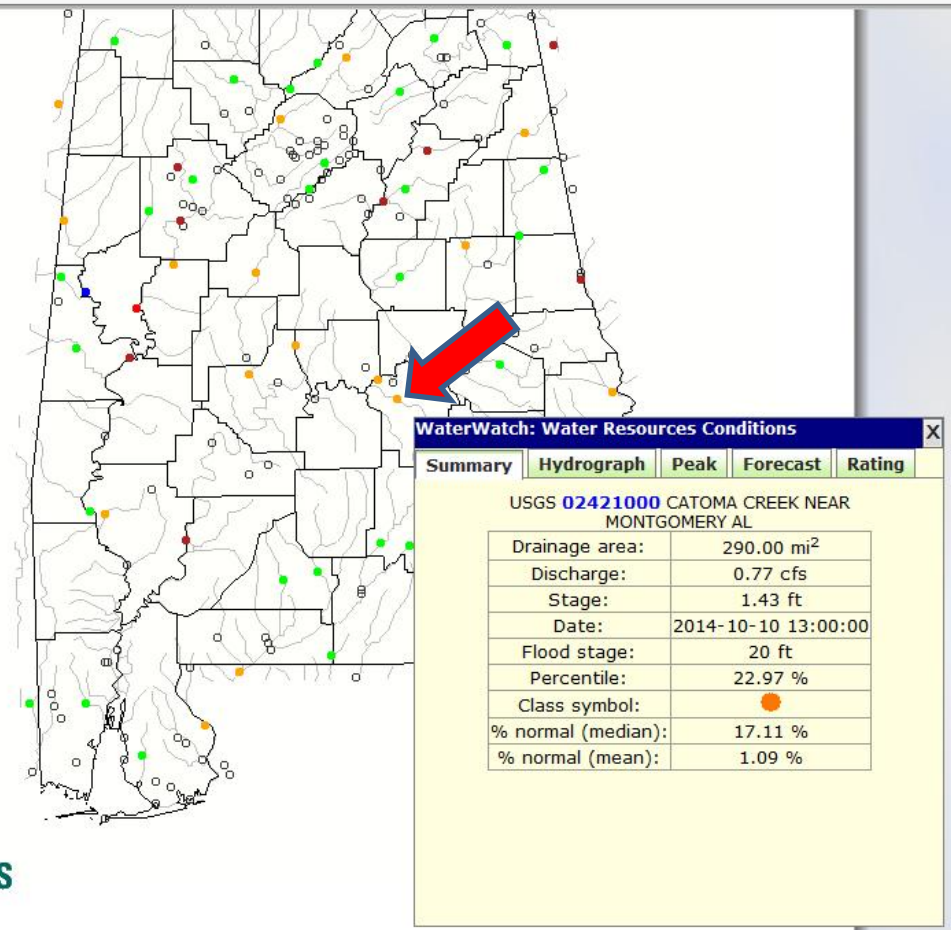 WaterWatch: Water Resources Conditions X
Summary Hydrograph Peak Forecast Rating
USGS 02421000 CATOMA CREEK NEAR
MONTGOMERY AL
Drainage area: 290.00 mi²
Discharge: 0.77 cfs
Stage: 1.43 ft
Date: 2014-10-10 13:00:00
Flood stage: 20 ft
Percentile: 22.97 %
Class symbol:
% normal (median): 17.11 %
% normal (mean): 1.09 %
s